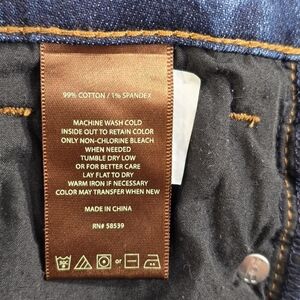 99% COTTON / 1% SPANDEX
MACHINE WASH COLD
INSIDE OUT TO RETAIN COLOR
ONLY NON-CHLORINE BLEACH
WHEN NEEDED
TUMBLE DRY LOW
OR FOR BETTER CARE
LAY FLAT TO DRY
WARM IRON IF NECESSARY
COLOR MAY TRANSFER WHEN NEW
MADE IN CHINA
RN# 58539
or